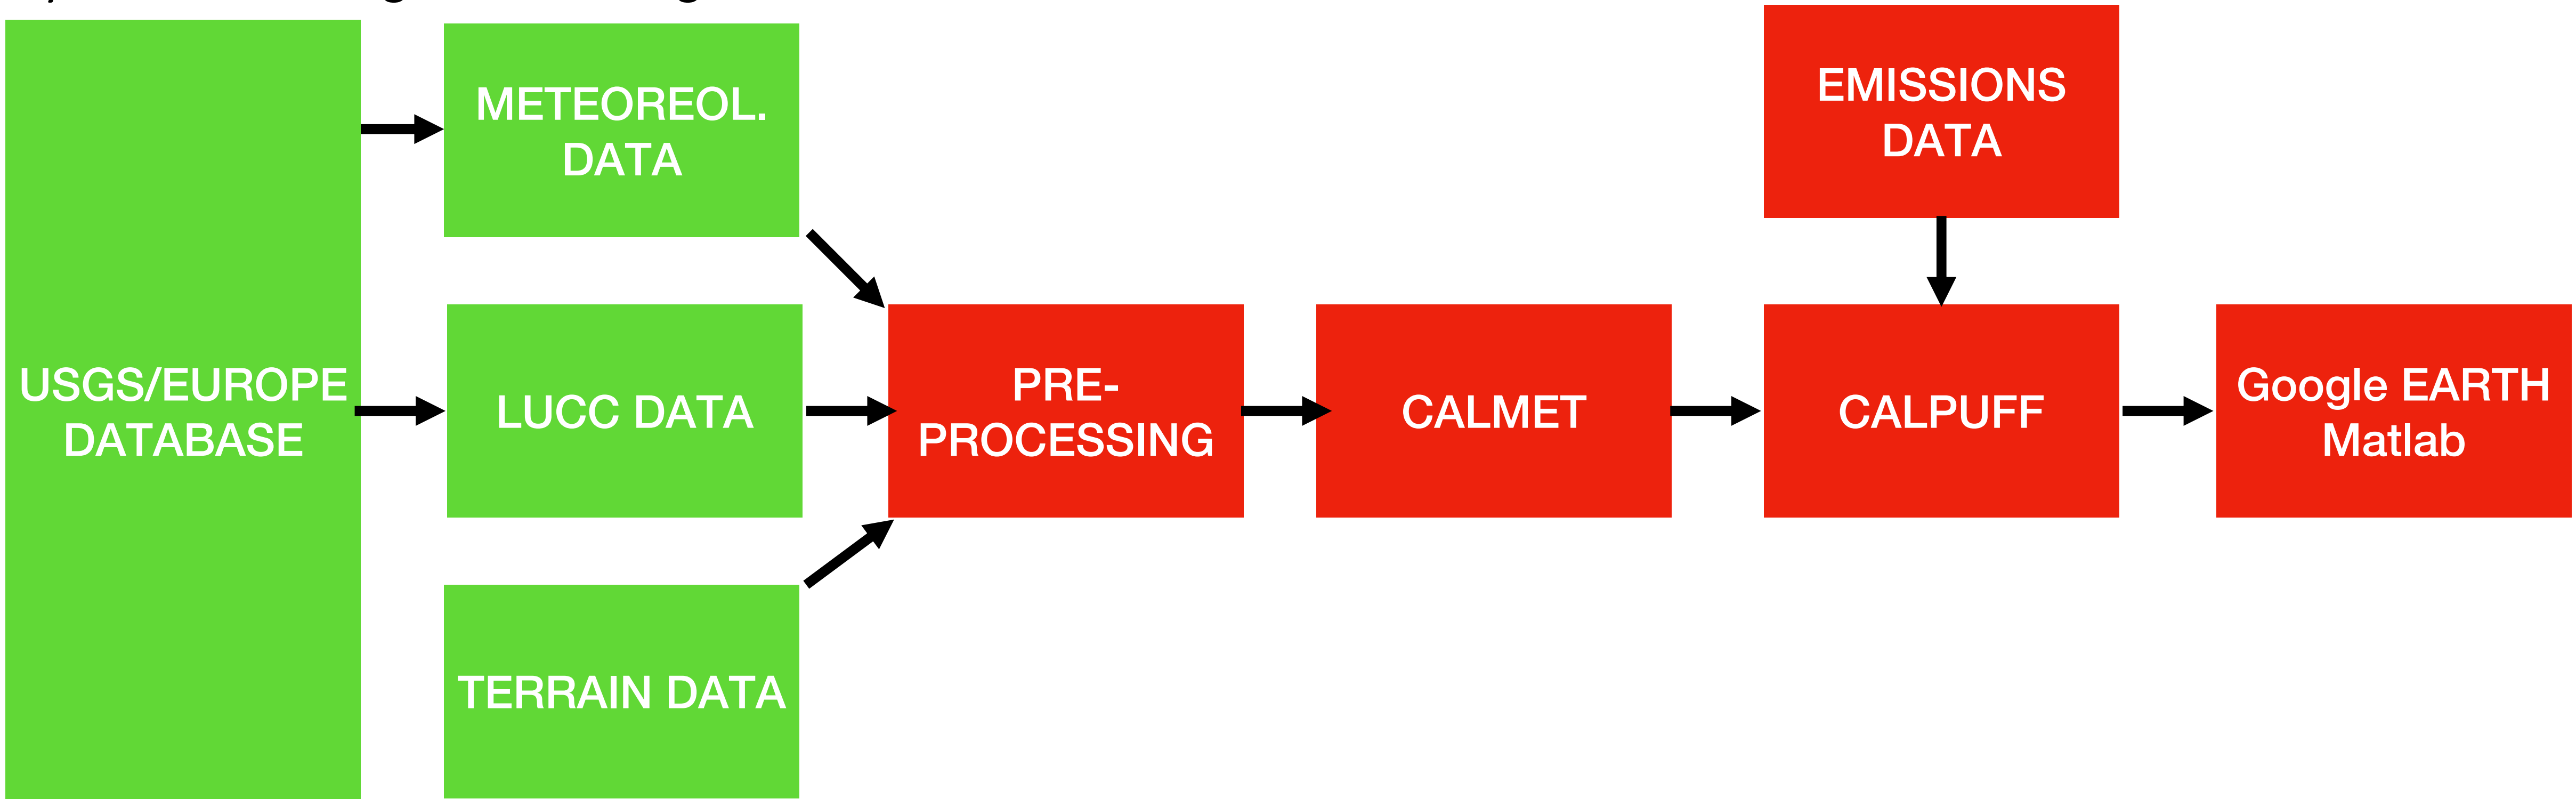 USGS/EUROPE
DATABASE
METEOREOL.
DATA
LUCC DATA
TERRAIN DATA
PRE-
PROCESSING
CALMET
EMISSIONS
DATA
CALPUFF
Google EARTH
Matlab